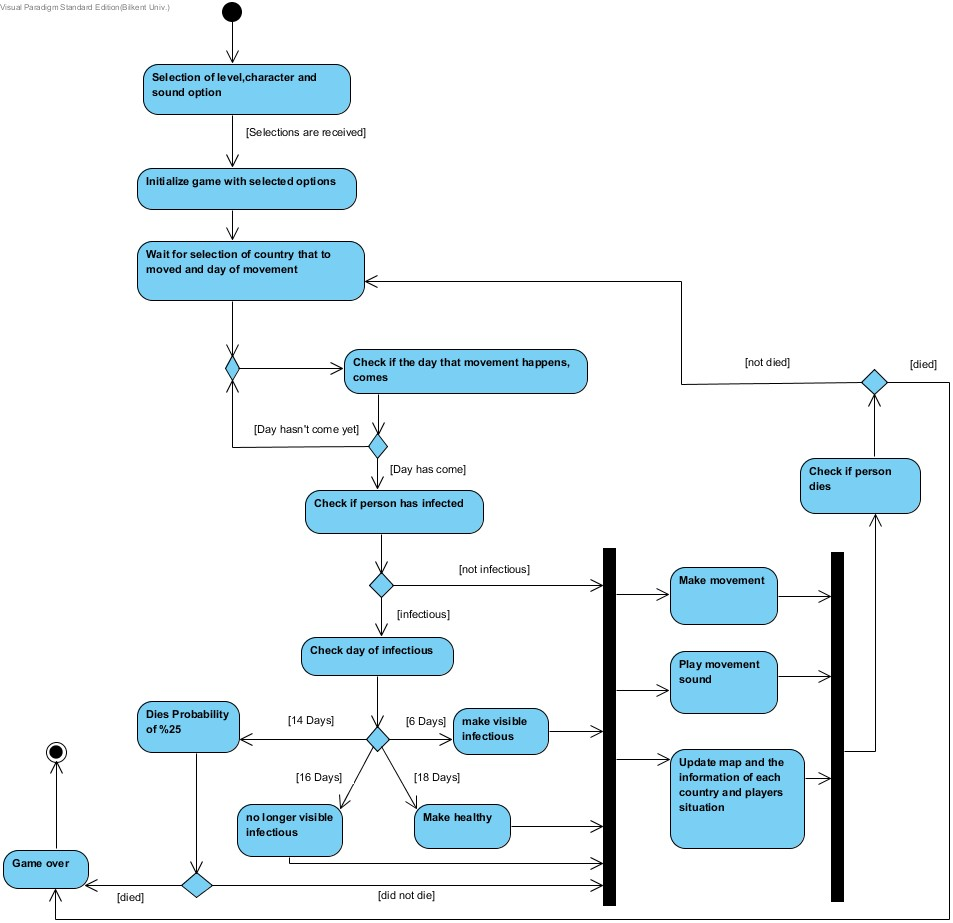 Visual Paradigm Standard Edition(Bilkent Univ.)
Selection of level,character and
sound option
[Selections are received]
Initialize game with selected options
Wait for selection of country that to
moved and day of movement
Check if the day that movement happens,
comes
[not died]
[died]
[Day hasn't come yet]
[Day has come]
Check if person
dies
Check if person has infected
[not infectious]
Make movement
[infectious]
Check day of infectious
Play movement
sound
Dies Probability
of %25
[14 Days]
[6 Days]
make visible
infectious
[16 Days]
[18 Days]
Update map and the
information of each
country and players
situation
no longer visible
infectious
Make healthy
Game over
[died]
[did not die]